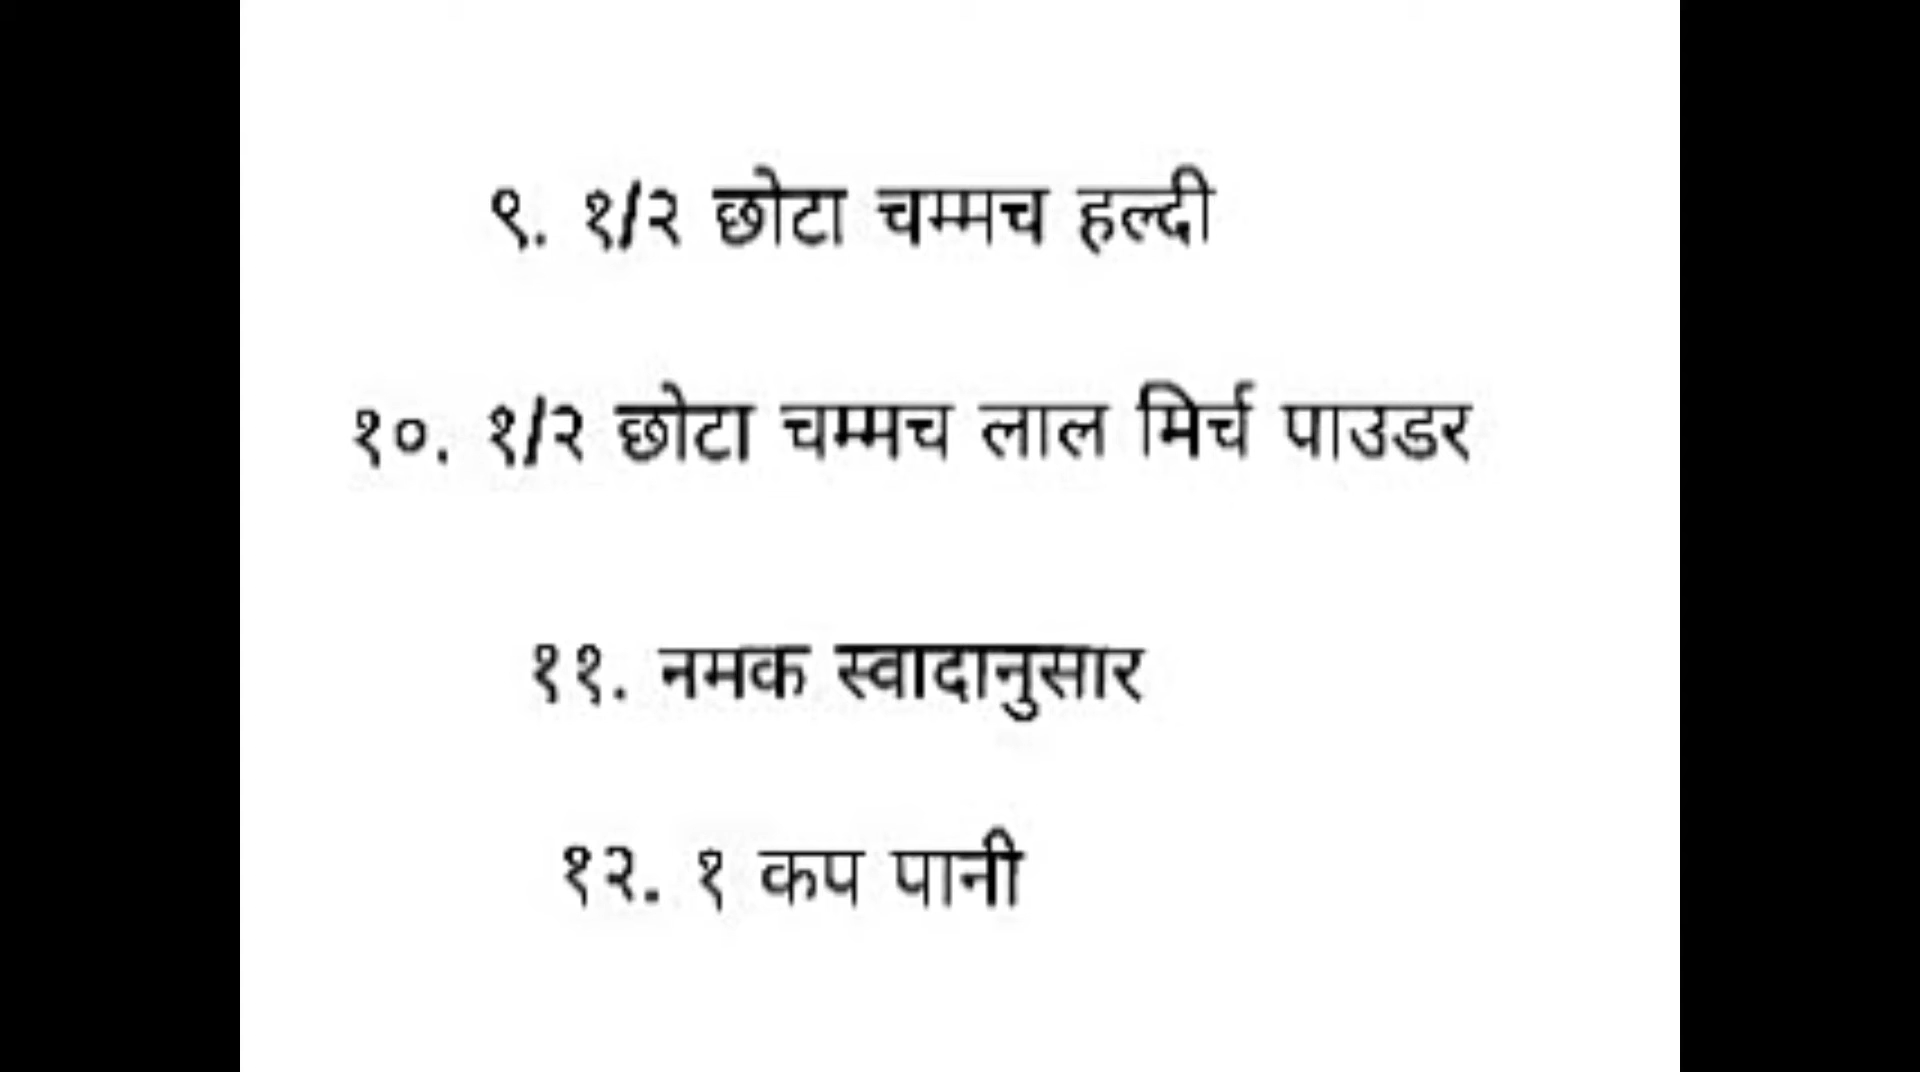 ९. १/२ छोटा चम्मच हल्दी
१०. १/२ छोटा चम्मच लाल मिर्च पाउडर
११. नमक स्वादानुसार
१२. १ कप पानी